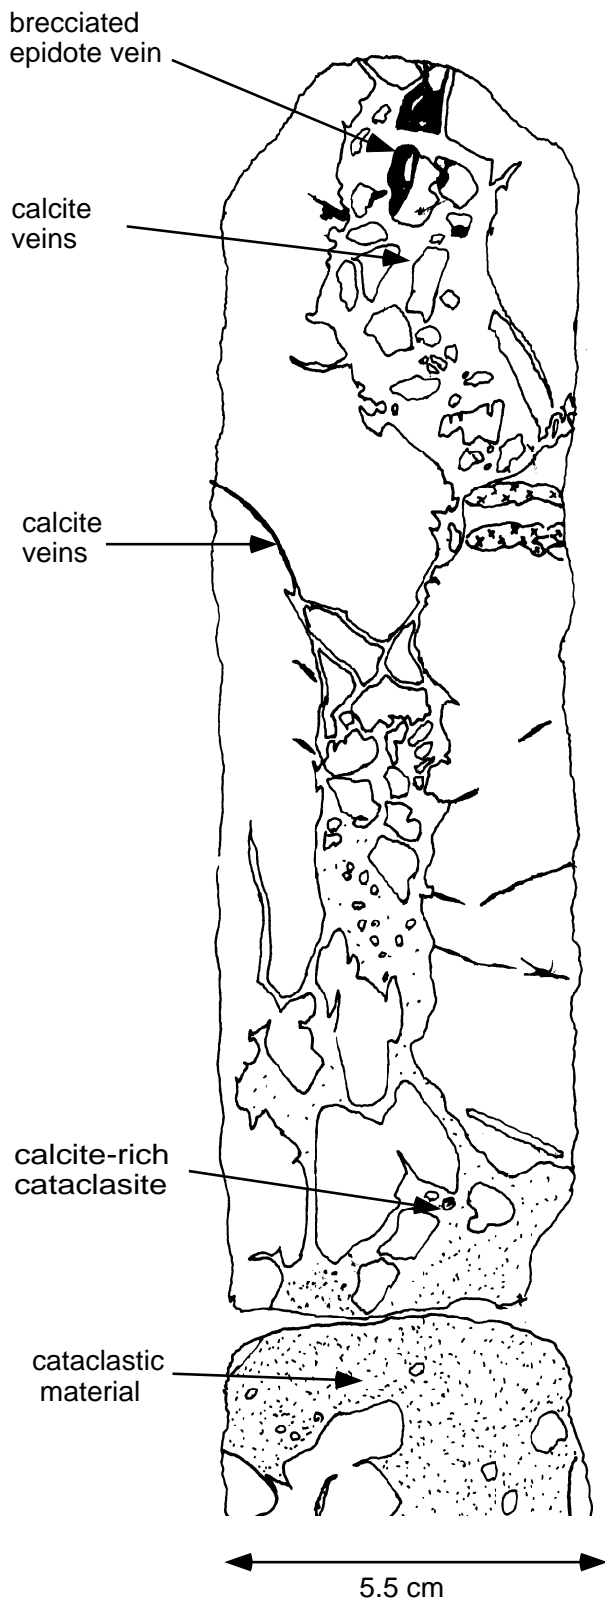 brecciated
epidote vein
calcite
veins
calcite
veins
calcite-rich
cataclasite
cataclastic
material
5.5 cm